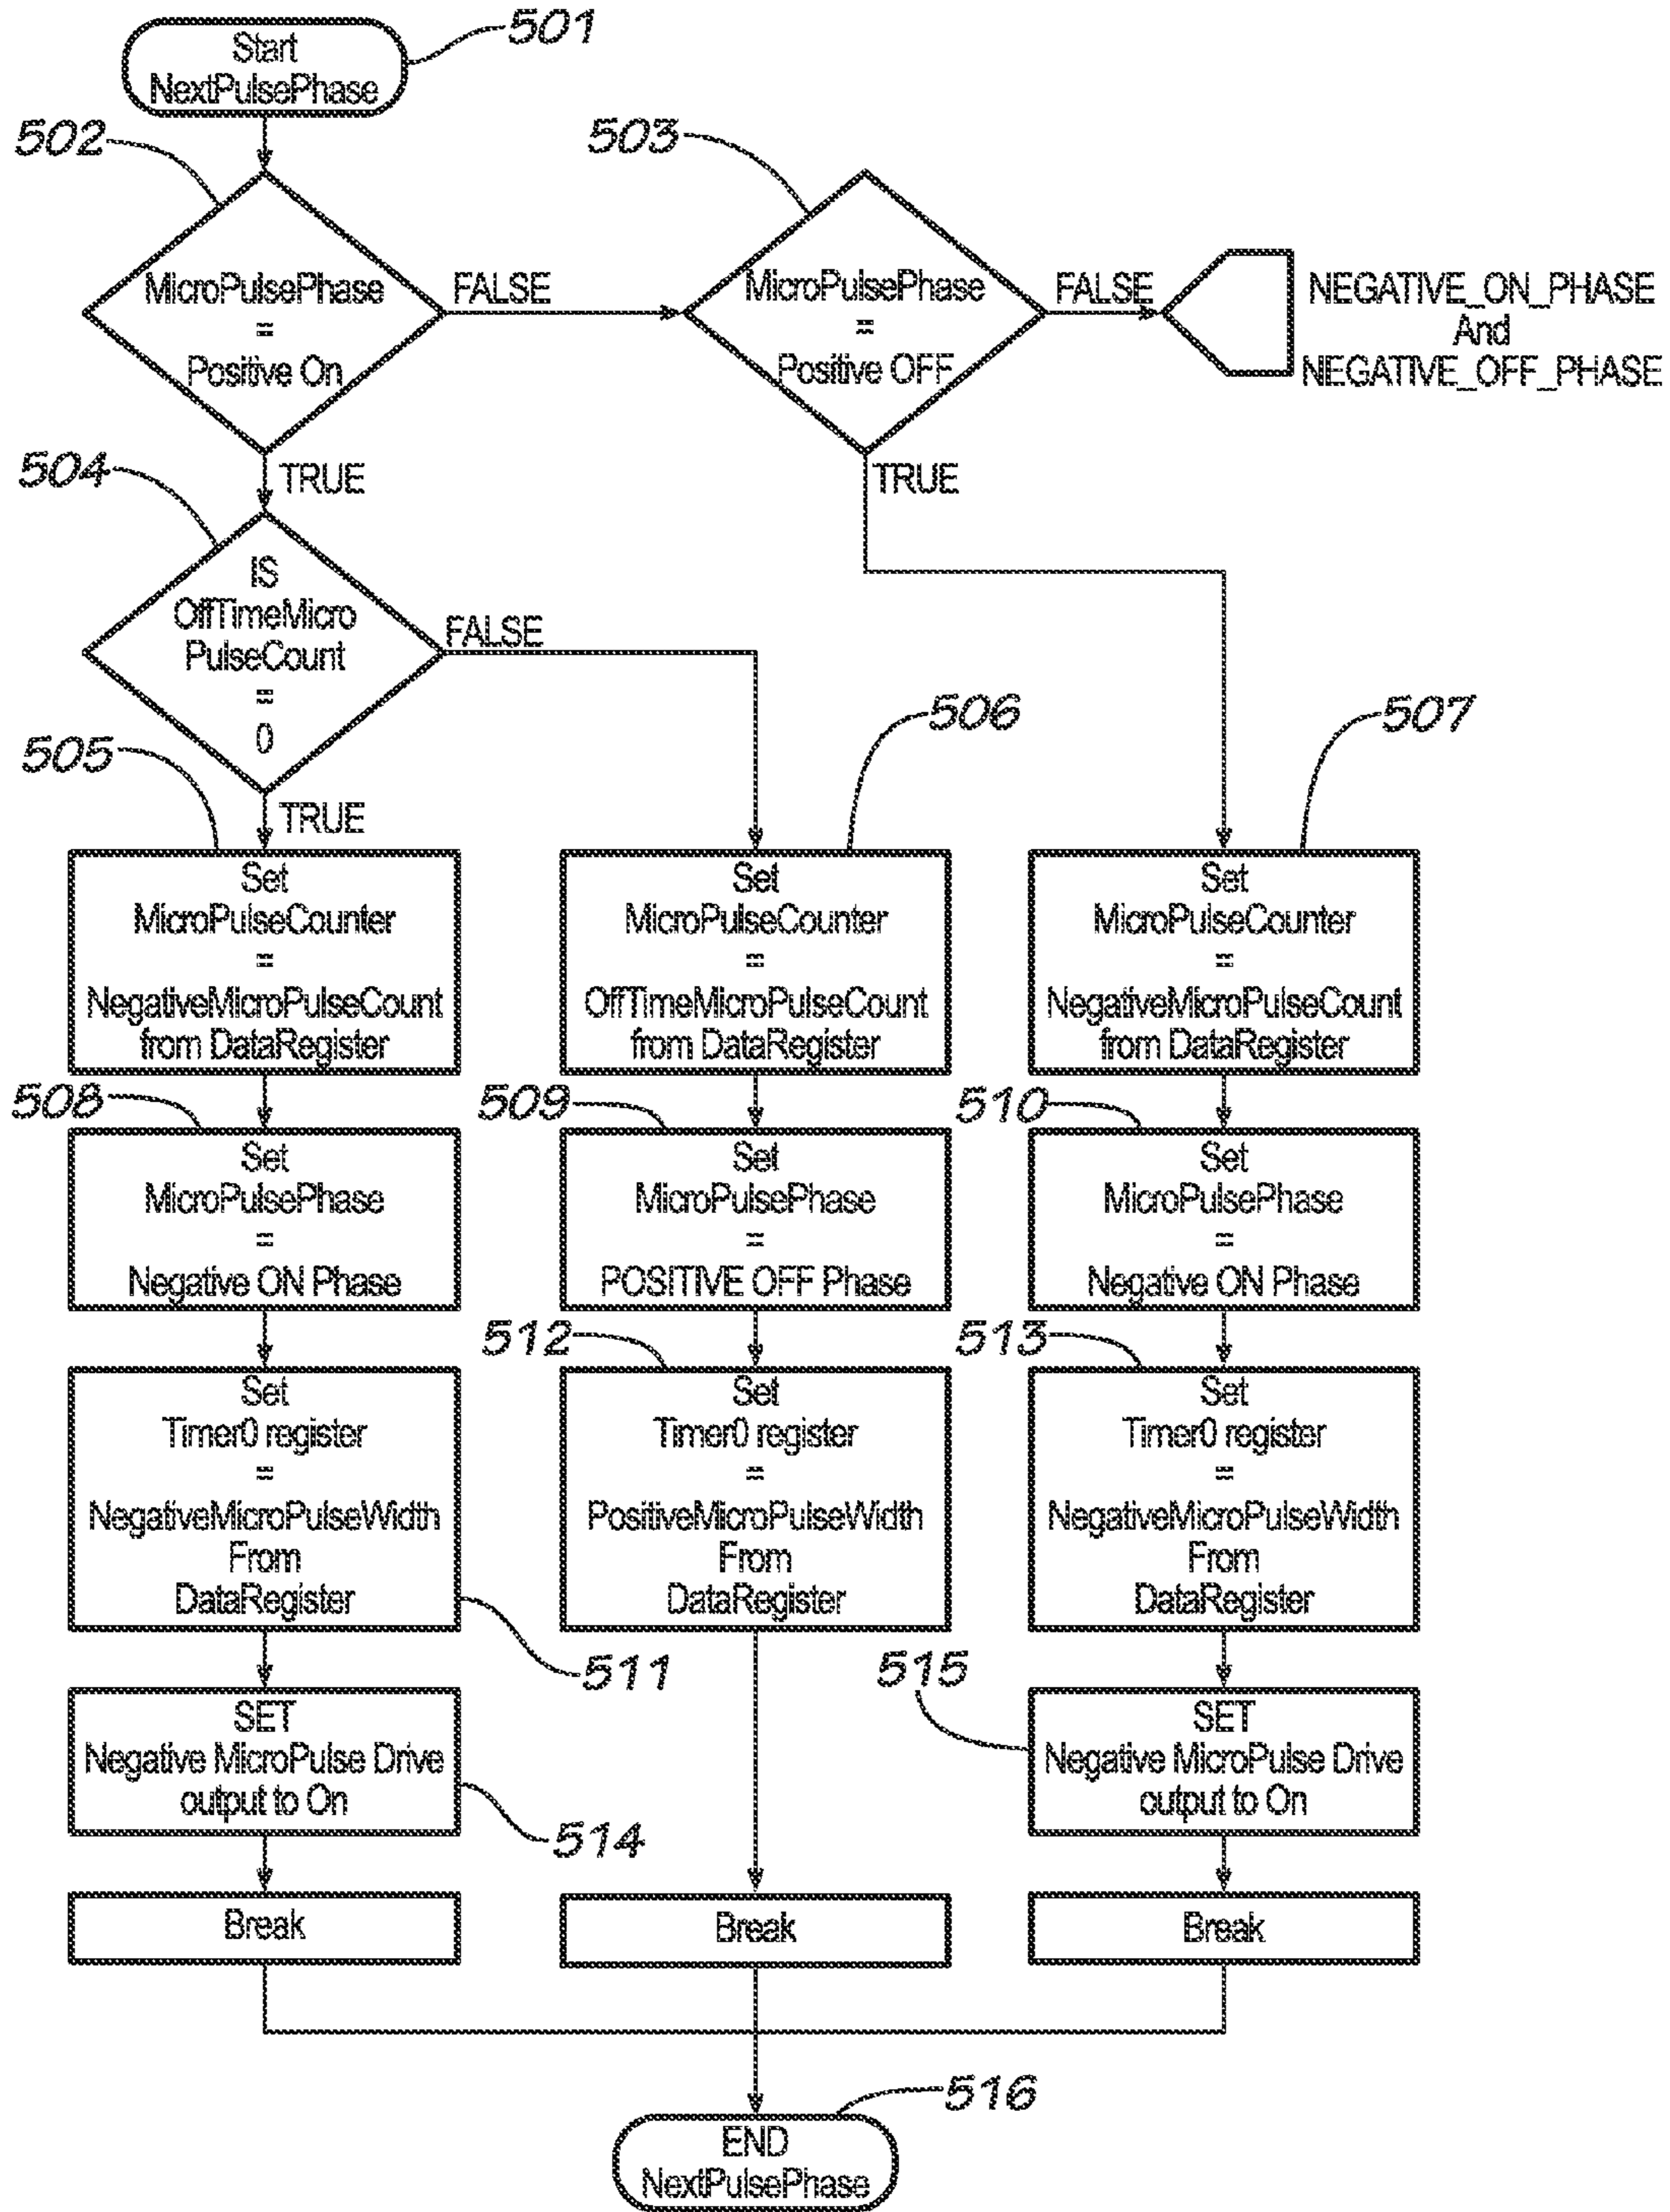 501
Start
NextPulsePhase
502
503
MicroPulsePhase
=
Positive On
FALSE
MicroPulsePhase
=
Positive OFF
FALSE
NEGATIVE_ON_PHASE
And
NEGATIVE_OFF_PHASE
504
TRUE
TRUE
IS
OffTimeMicro
PulseCount
=
0
FALSE
505
506
507
TRUE
Set
MicroPulseCounter
=
NegativeMicroPulseCount
from DataRegister
Set
MicroPulseCounter
=
OffTimeMicroPulseCount
from DataRegister
Set
MicroPulseCounter
=
NegativeMicroPulseCount
from DataRegister
508
509
510
Set
MicroPulsePhase
=
Negative ON Phase
Set
MicroPulsePhase
=
POSITIVE OFF Phase
Set
MicroPulsePhase
=
Negative ON Phase
512
513
Set
Timer0 register
=
NegativeMicroPulseWidth
From
DataRegister
Set
Timer0 register
=
PositiveMicroPulseWidth
From
DataRegister
Set
Timer0 register
=
NegativeMicroPulseWidth
From
DataRegister
511
515
SET
Negative MicroPulse Drive
output to On
SET
Negative MicroPulse Drive
output to On
514
Break
Break
Break
516
END
NextPulsePhase